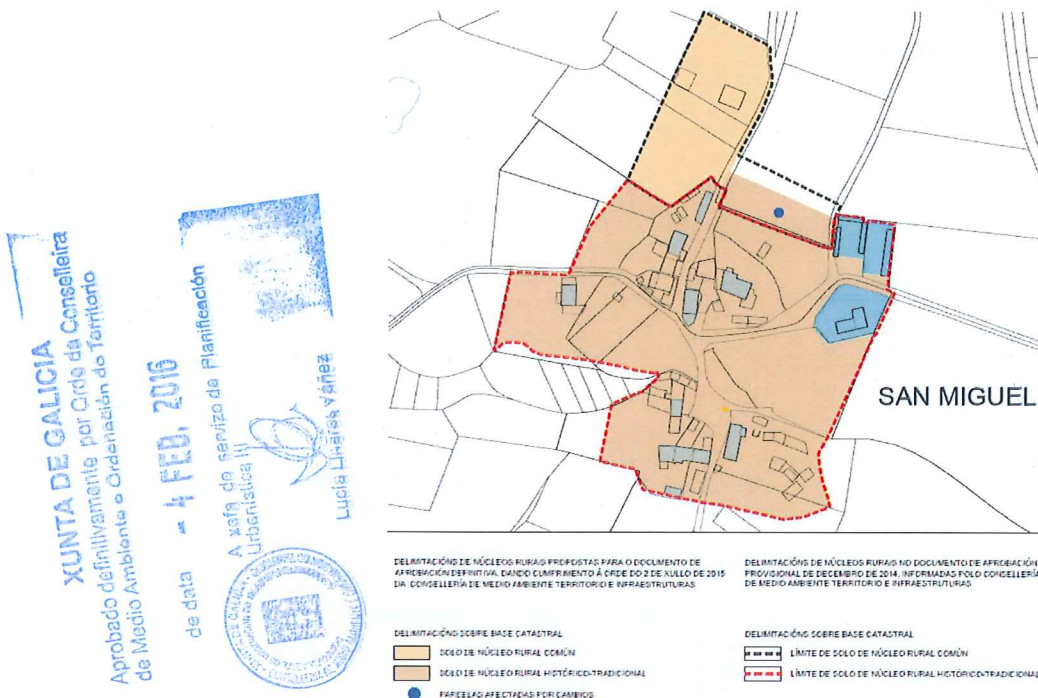 XUNTA DE GALICIA
Aprobado definitivamente por Orde da Conselleira
de Medio Ambiente e Ordenación do Territorio
de data - 4 FEB. 2016
A xefa do servizo de Planificación
Urbanística III
Lucía Linares Yáñez
SAN MIGUEL
DELIMITACIÓNS DE NÚCLEOS RURAIS PROPOSTAS PARA O DOCUMENTO DE
APROBACIÓN DEFINITIVA, DANDO CUMPRIMENTO Á ORDE DO 2 DE XULLO DE 2015
DA CONSELLERÍA DE MEDIO AMBIENTE TERRITORIO E INFRAESTRUTURAS
DELIMITACIÓNS SOBRE BASE CATASTRAL
SOLO DE NÚCLEO RURAL COMÚN
SOLO DE NÚCLEO RURAL HISTÓRICO-TRADICIONAL
PARCELAS AFECTADAS POR CAMBIOS
DELIMITACIÓNS DE NÚCLEOS RURAIS NO DOCUMENTO DE APROBACIÓN
PROVISIONAL DE DECEMBRO DE 2014, INFORMADAS POLO CONSELLERÍA
DE MEDIO AMBIENTE TERRITORIO E INFRAESTRUTURAS
DELIMITACIÓNS SOBRE BASE CATASTRAL
LÍMITE DE SOLO DE NÚCLEO RURAL COMÚN
LÍMITE DE SOLO DE NÚCLEO RURAL HISTÓRICO-TRADICIONAL